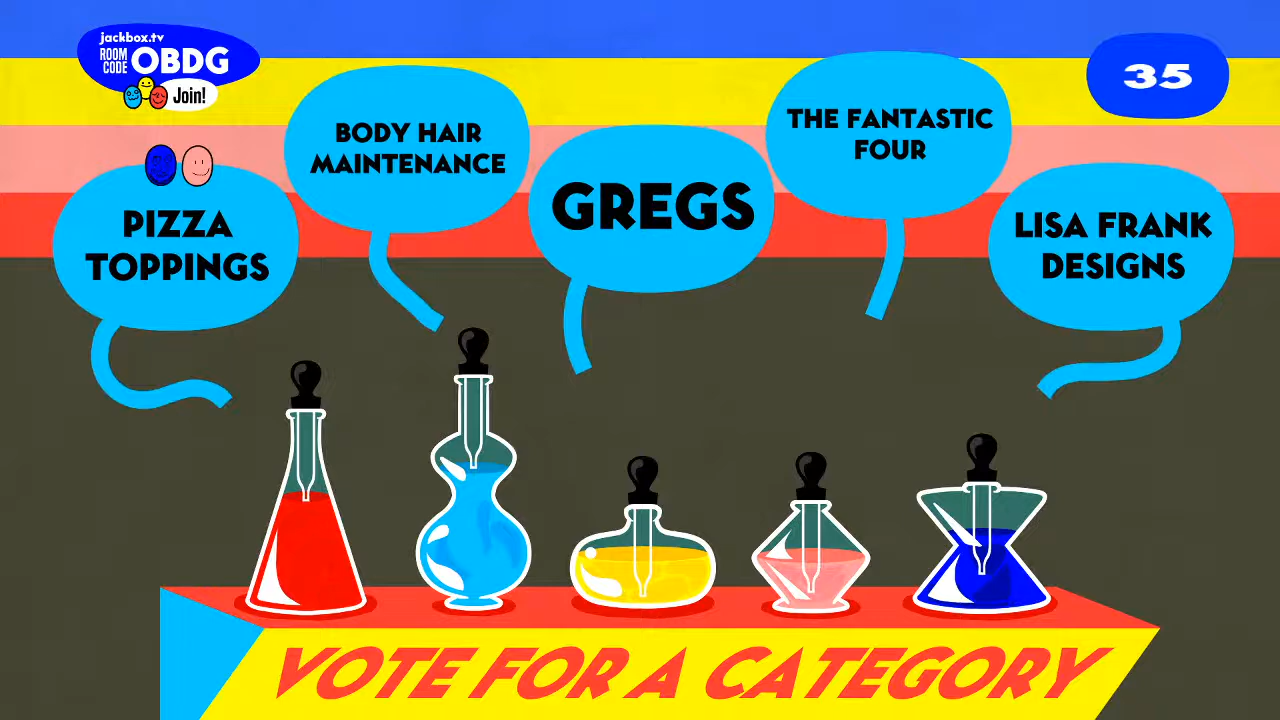 jackbox.tv
ROOM CODE OBDG
Join!
35
PIZZA
TOPPINGS
BODY HAIR
MAINTENANCE
GREGS
THE FANTASTIC
FOUR
LISA FRANK
DESIGNS
VOTE FOR A CATEGORY